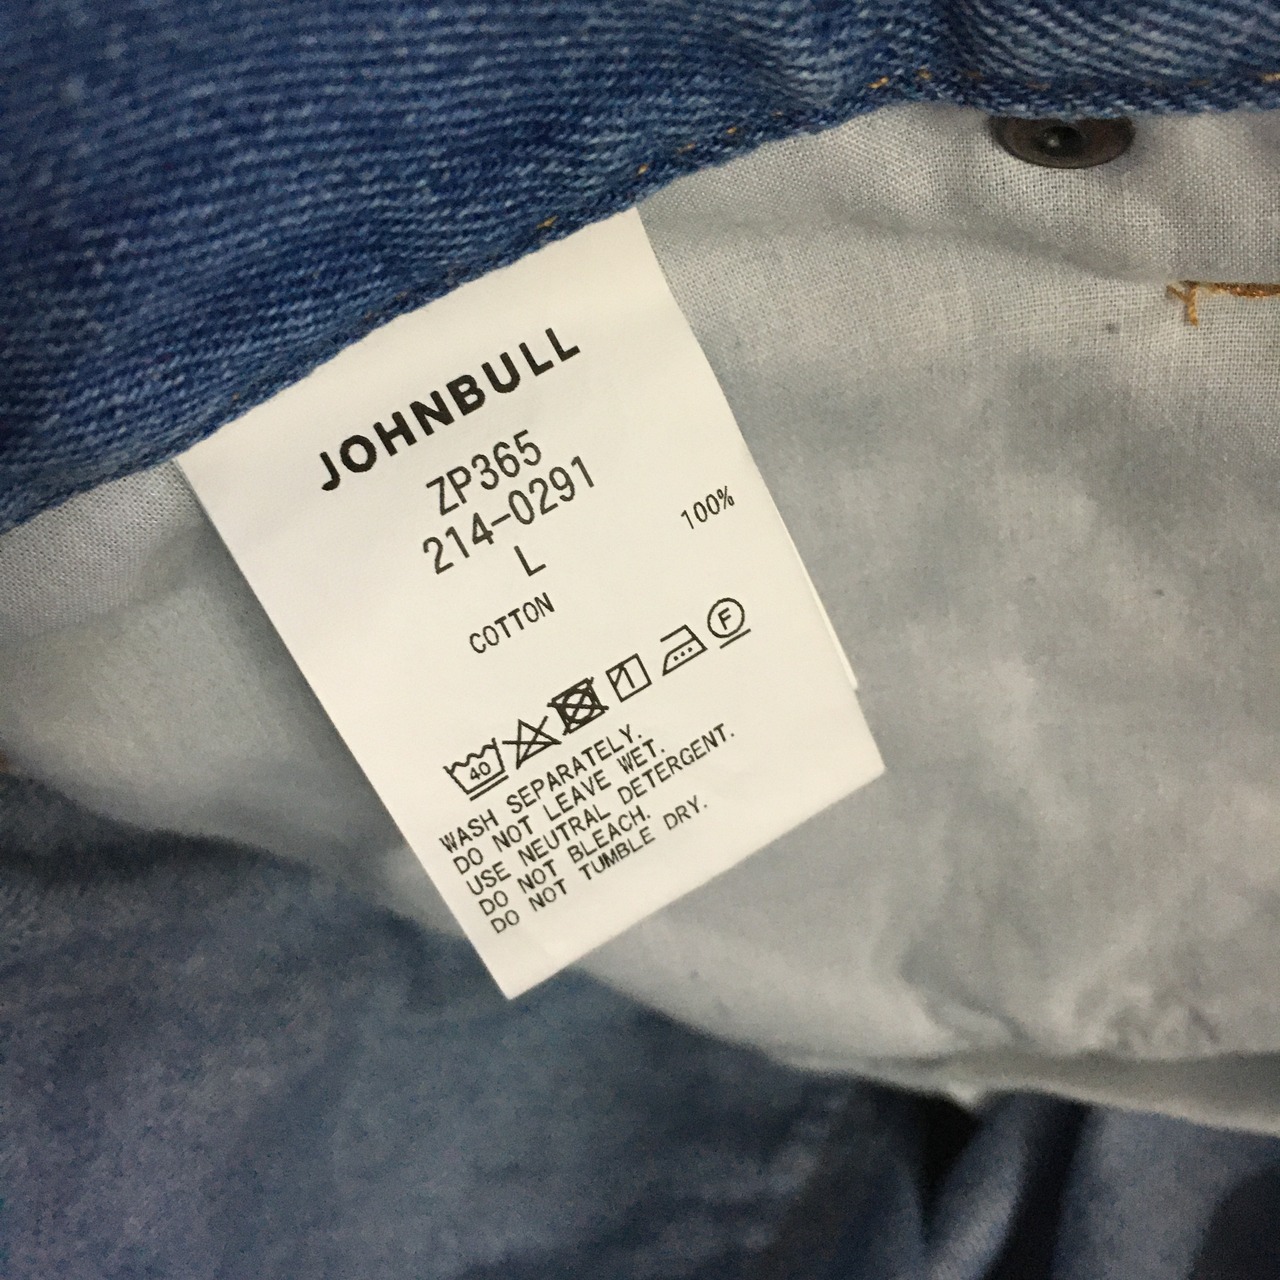 JOHNBULL
ZP365
214-0291
L
COTTON 100%
40 F
WASH SEPARATELY.
DO NOT LEAVE WET.
USE NEUTRAL DETERGENT.
DO NOT BLEACH.
DO NOT TUMBLE DRY.